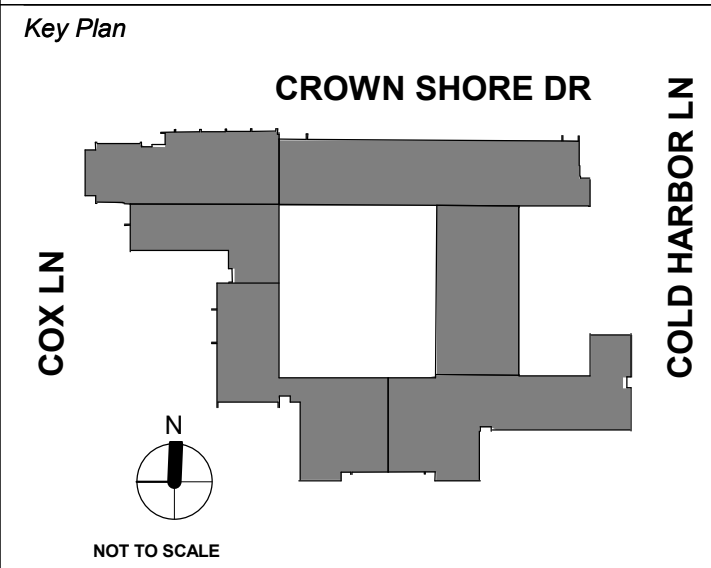 Key Plan
CROWN SHORE DR
COLD HARBOR LN
COX LN
N
NOT TO SCALE